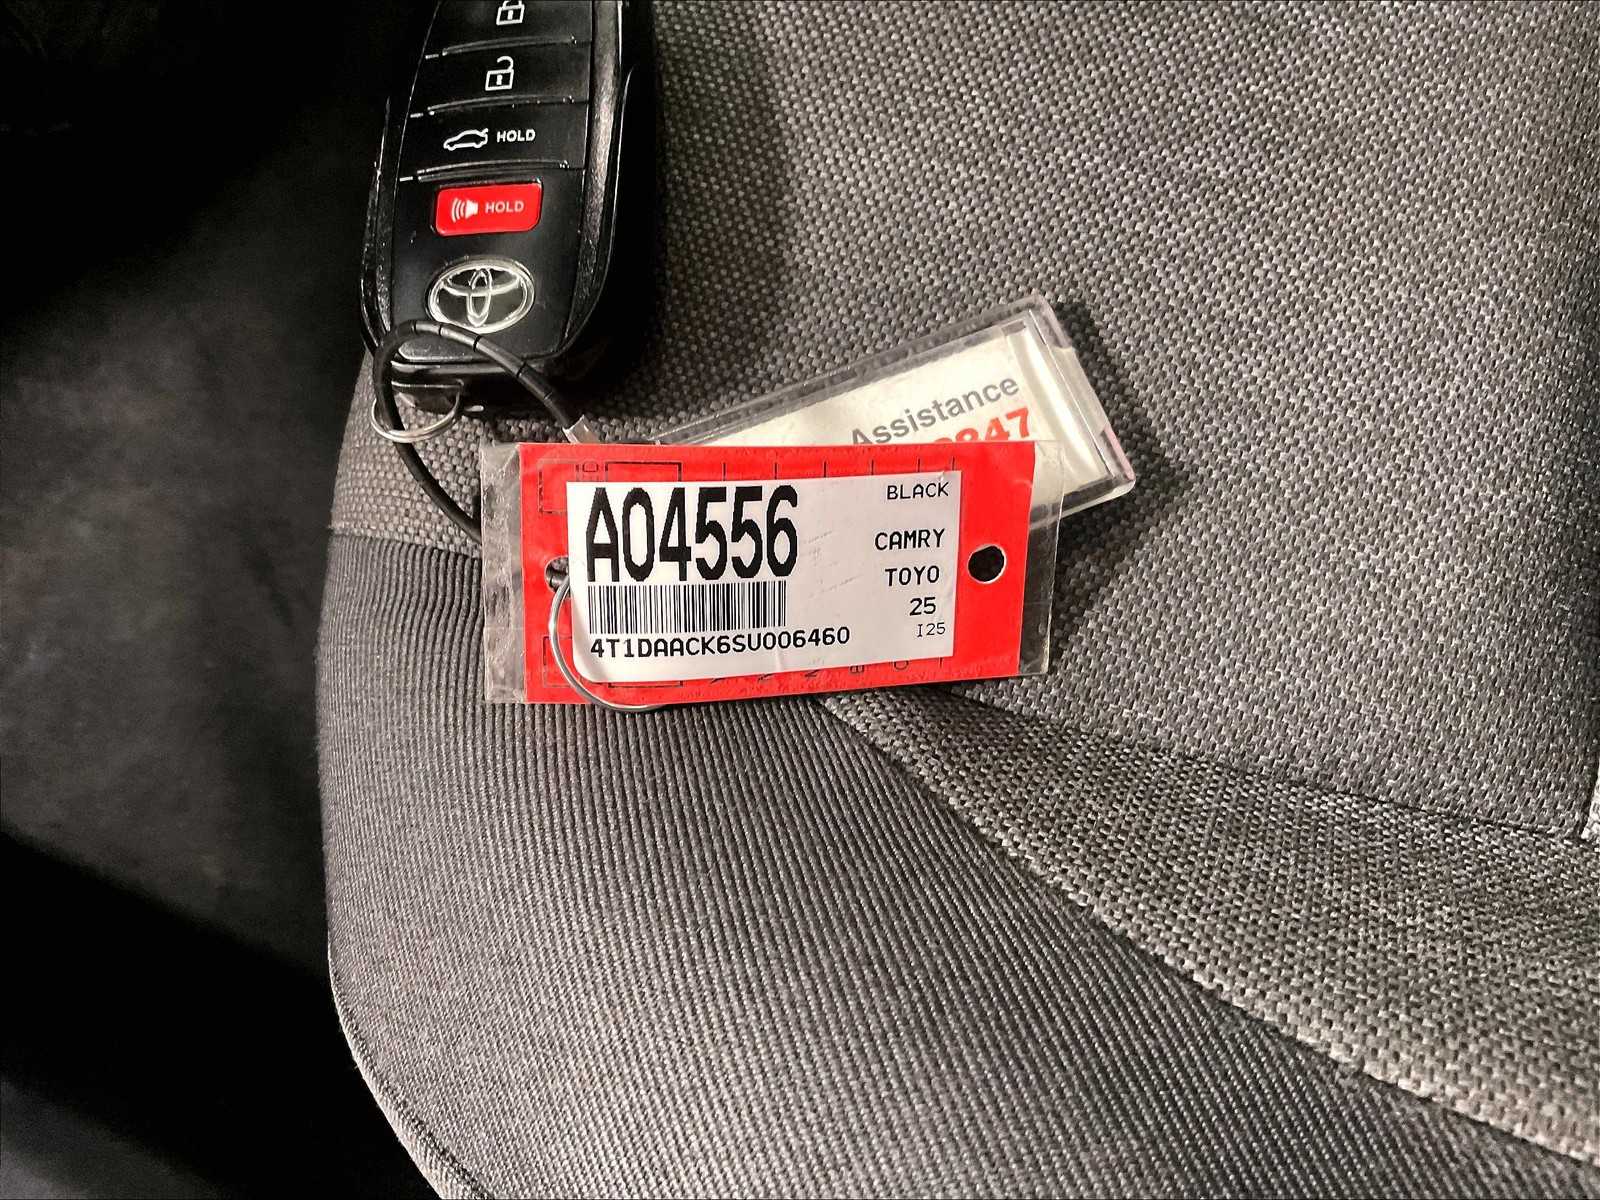 HOLD
HOLD
Assistance
A04556
BLACK
CAMRY
TOYO
25
I25
4T1DAACK6SU006460